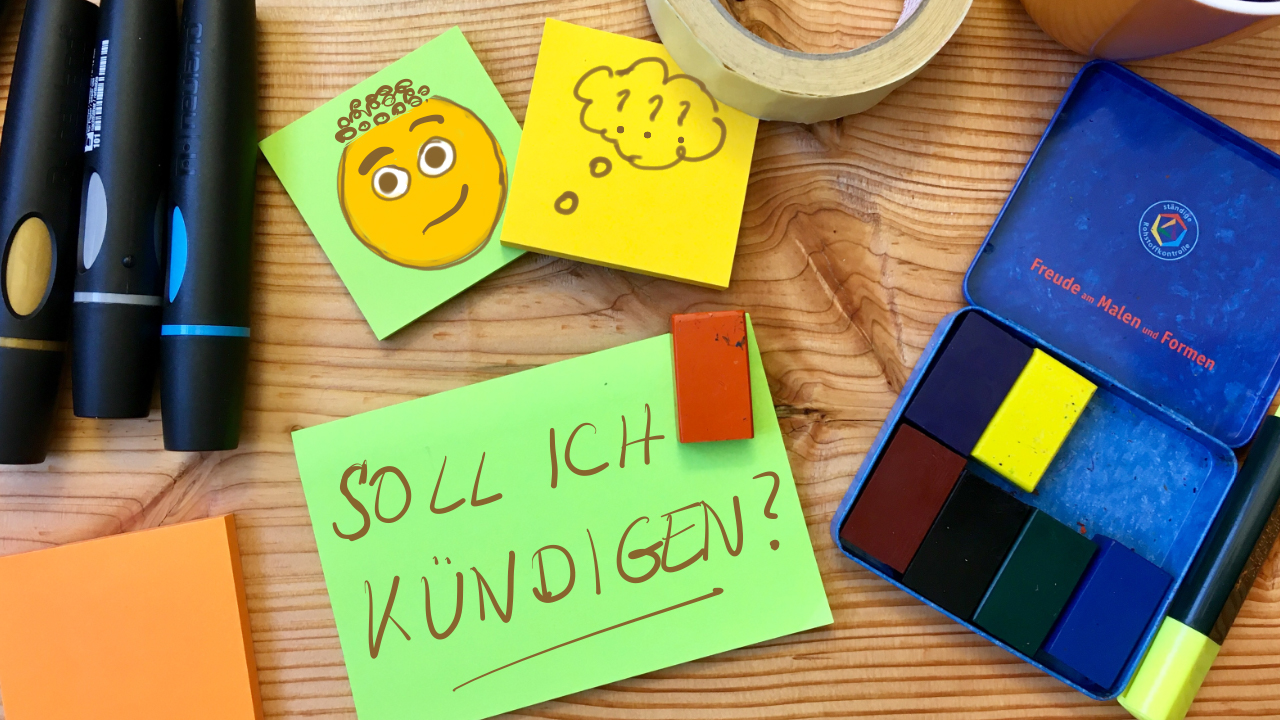 ???
SOLL ICH
KÜNDIGEN?
ständige
Rohstoffkontrolle
Freude am Malen und Formen